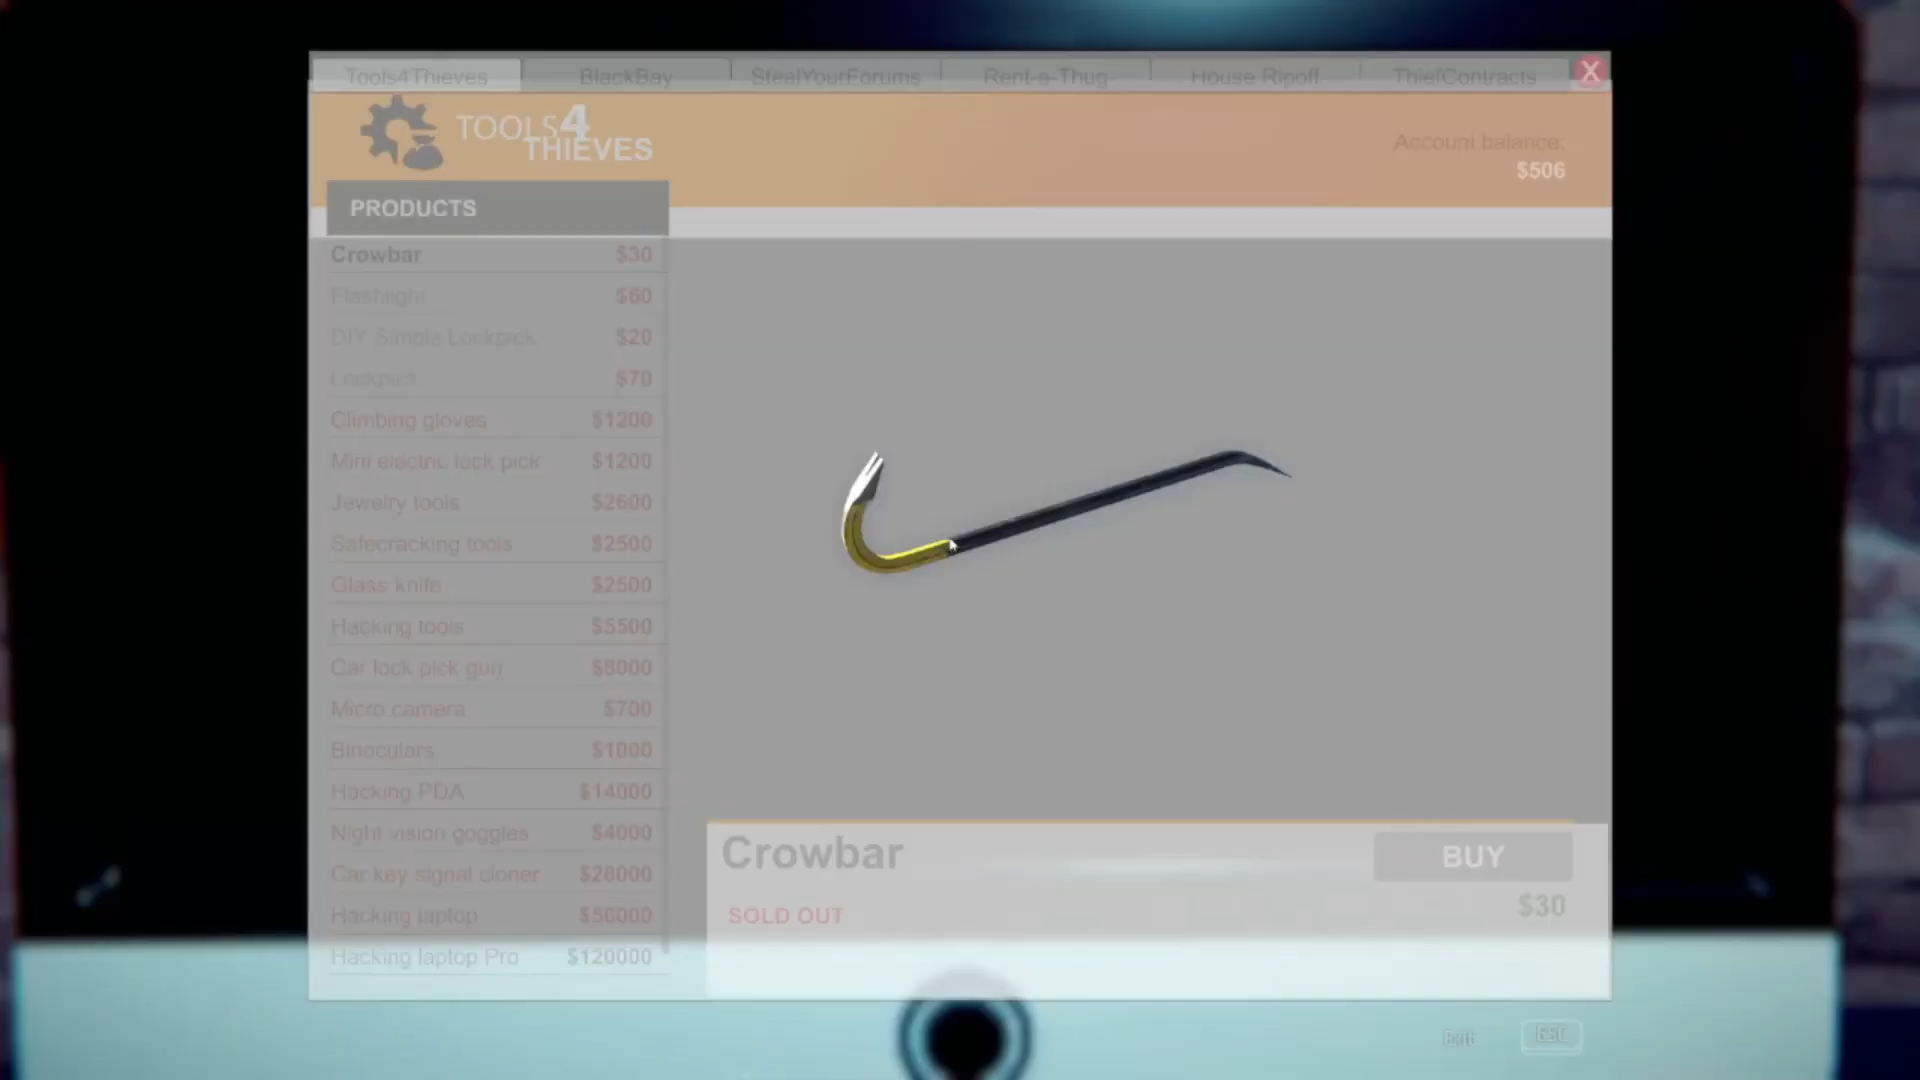 Tools4Thieves
BlackBay
StealYourForums
Rent-a-Thug
House Ripoff
ThiefContracts
X
TOOLS4
THIEVES
Account balance:
$506
PRODUCTS
Crowbar $30
Flashlight $60
DIY Simple Lockpick $20
Lockpick $70
Climbing gloves $1200
Mini electric lock pick $1200
Jewelry tools $2600
Safecracking tools $2500
Glass knife $2500
Hacking tools $5500
Car lock pick gun $8000
Micro camera $700
Binoculars $1000
Hacking PDA $14000
Night vision goggles $4000
Car key signal cloner $28000
Hacking laptop $56000
Hacking laptop Pro $120000
Crowbar
BUY
SOLD OUT
$30
Exit ESC